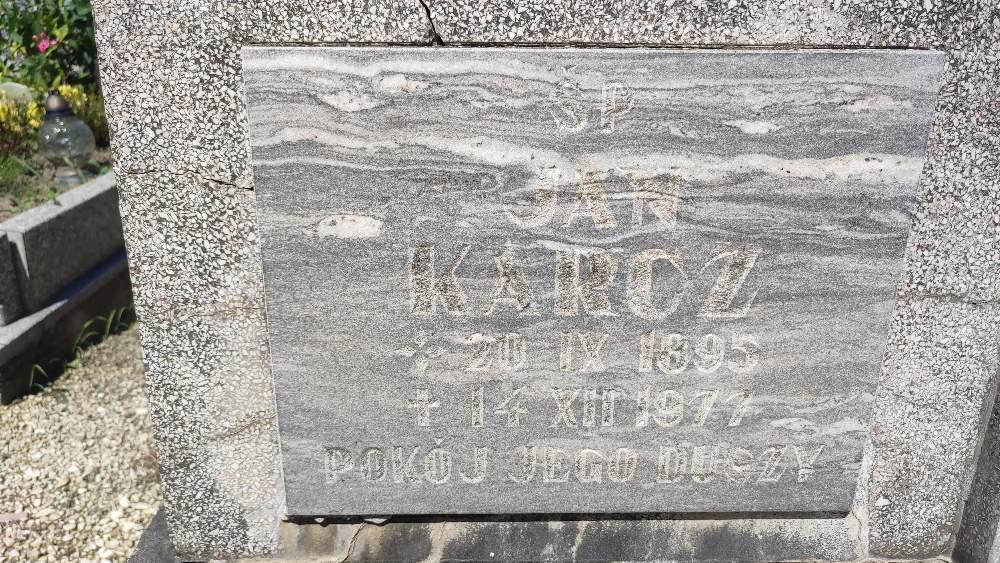 ŚP
JAN
KARCZ
* 20 IX 1895
+ 14 XII 1977
POKÓJ JEGO DUSZY